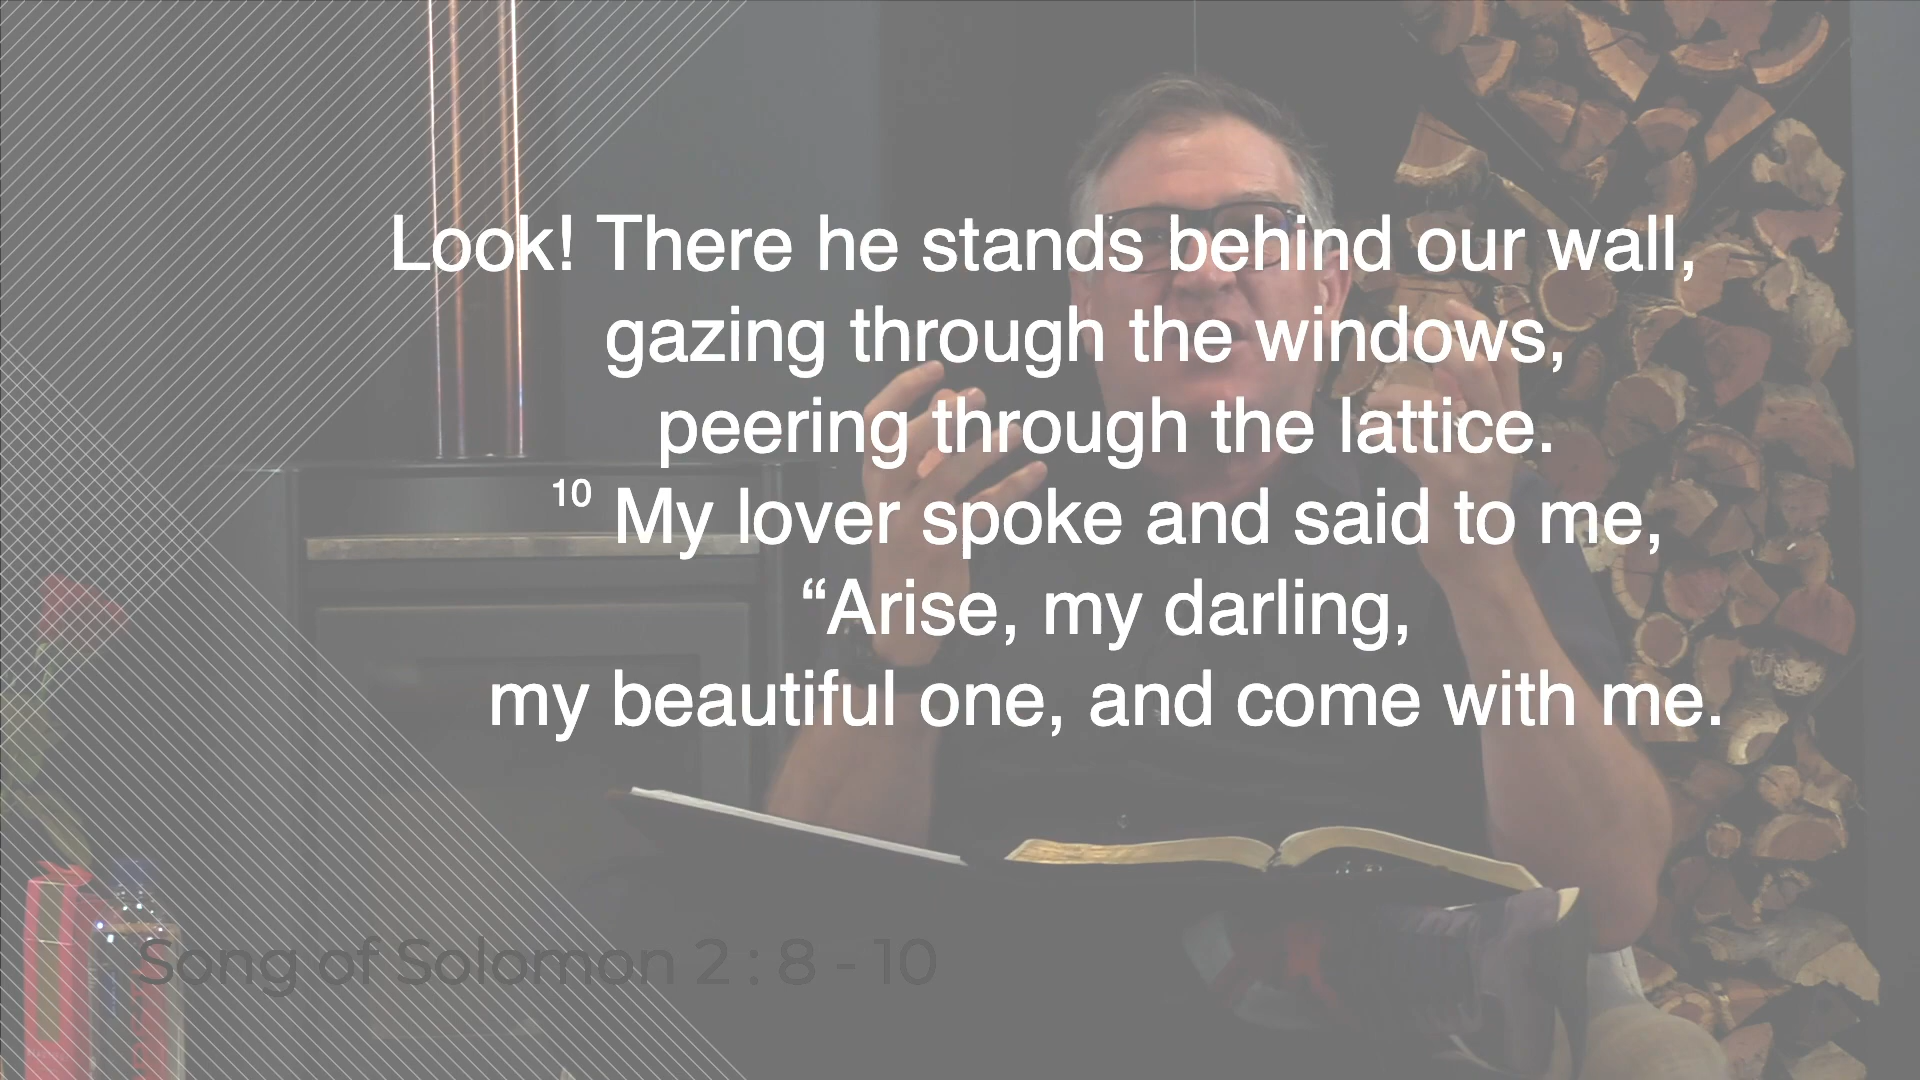 Look! There he stands behind our wall,
gazing through the windows,
peering through the lattice.
10 My lover spoke and said to me,
“Arise, my darling,
my beautiful one, and come with me.
Song of Solomon 2 : 8 - 10